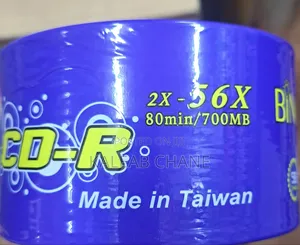 2X - 56X
80min/700MB
CD-R
Made in Taiwan